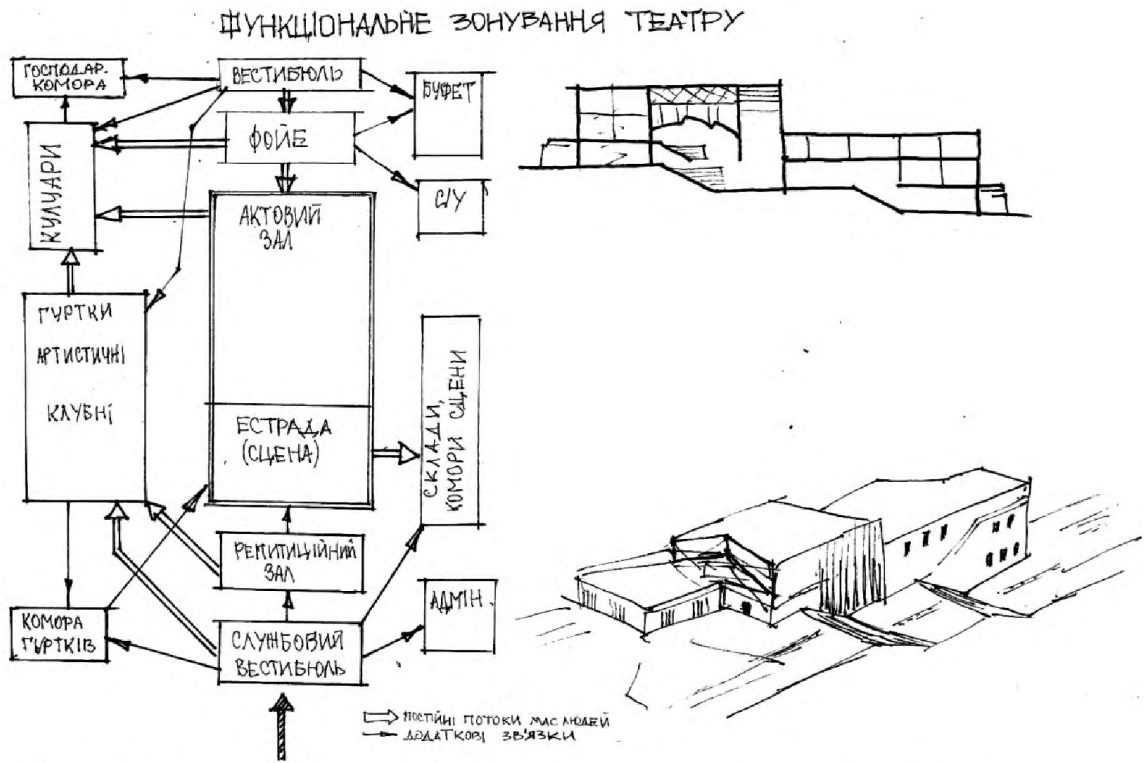 ФУНКЦІОНАЛЬНЕ ЗОНУВАННЯ ТЕАТРУ
ГОСПОДАР.
КОМОРА
ВЕСТИБЮЛЬ
БУФЕТ
ФОЙЕ
КУЛУАРИ
С/У
АКТОВИЙ
ЗАЛ
ГУРТКИ
АРТИСТИЧНІ
КЛУБНІ
ЕСТРАДА
(СЦЕНА)
СКЛАДИ,
КОМОРИ СЦЕНИ
РЕПИТИЦІЙНИЙ
ЗАЛ
АДМІН.
КОМОРА
ГУРТКІВ
СЛУЖБОВИЙ
ВЕСТИБЮЛЬ
ПОСТІЙНІ ПОТОКИ МАС ЛЮДЕЙ
ДОДАТКОВІ ЗВ'ЯЗКИ